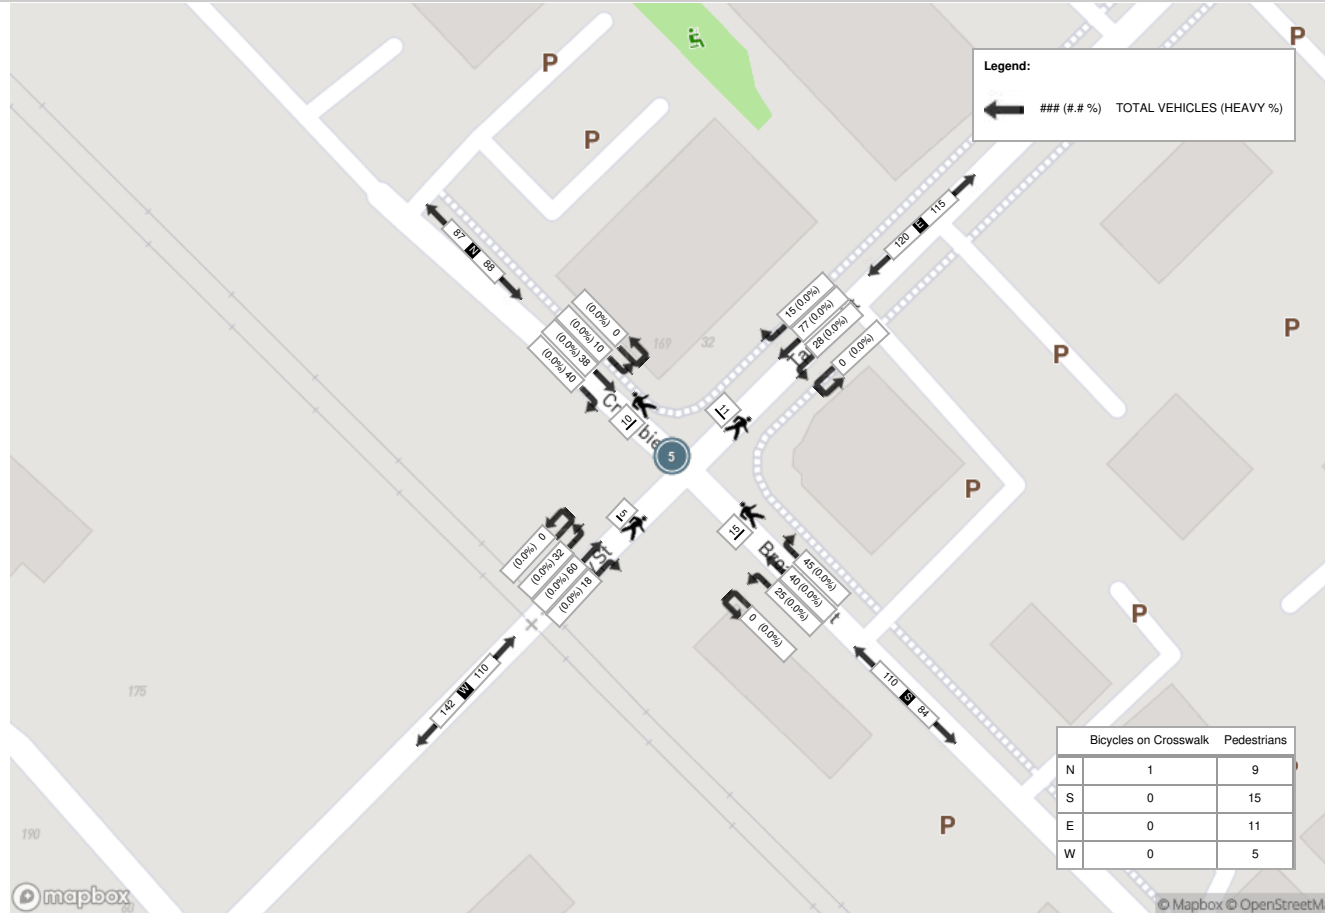 P
P
P
Legend:
### (#.# %) TOTAL VEHICLES (HEAVY %)
87 N 88
120 E 115
(0.0%) 0
(0.0%) 10
(0.0%) 38
(0.0%) 40
15 (0.0%)
77 (0.0%)
28 (0.0%)
0 (0.0%)
169
32
P
P
10
11
5
P
5
15
(0.0%) 0
(0.0%) 32
(0.0%) 60
(0.0%) 18
45 (0.0%)
40 (0.0%)
25 (0.0%)
0 (0.0%)
P
142 W 110
110 S 84
175
Bicycles on Crosswalk Pedestrians
N 1 9
S 0 15
E 0 11
W 0 5
P
190
mapbox
60
© Mapbox © OpenStreetM